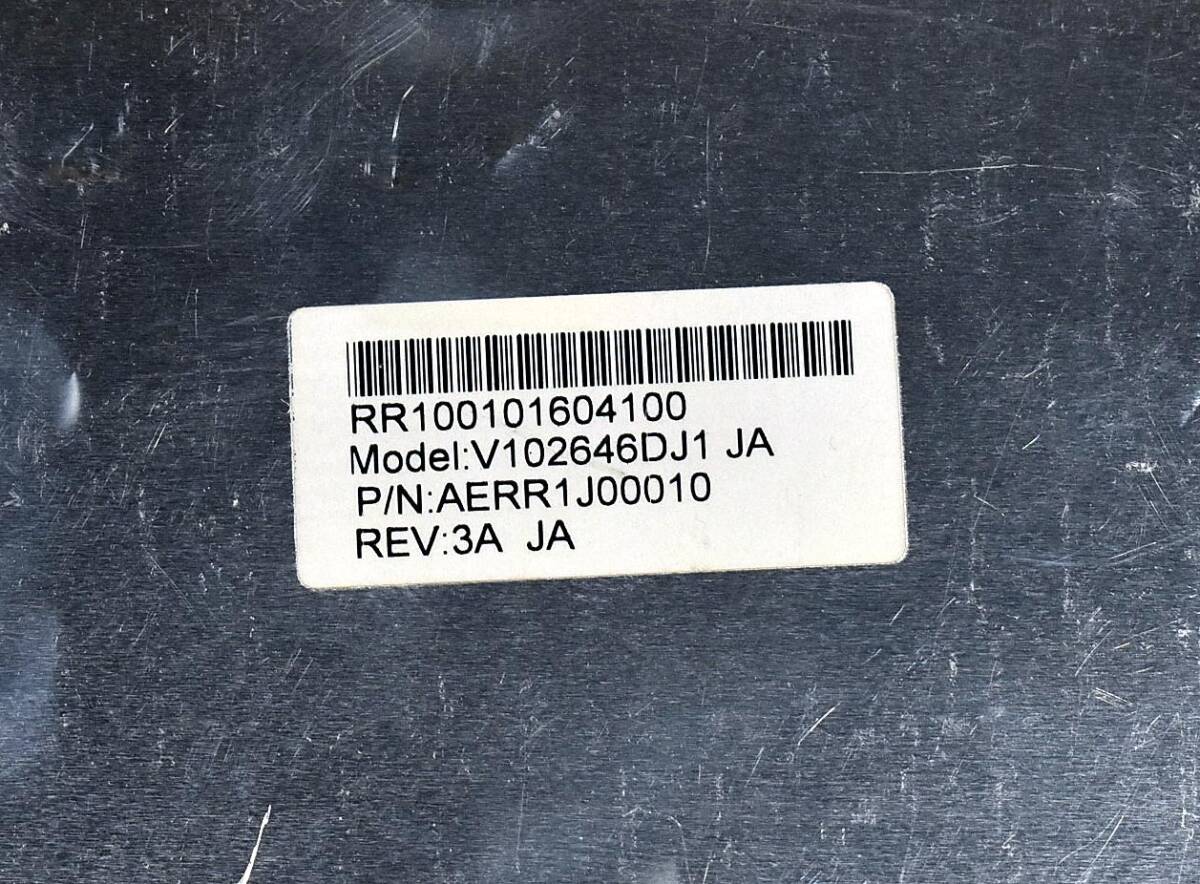 RR100101604100
Model:V102646DJ1 JA
P/N:AERR1J00010
REV:3A JA